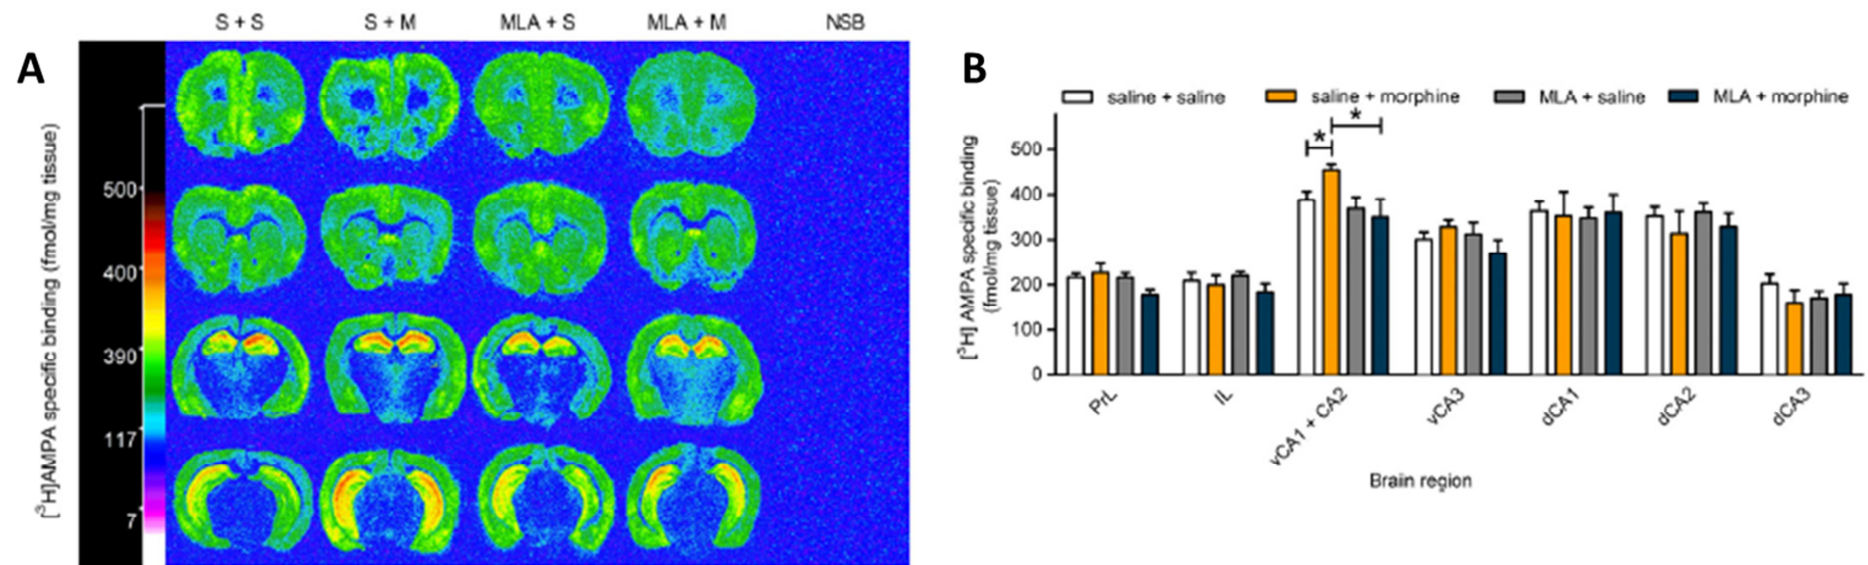 S + S S + M MLA + S MLA + M NSB
A
[³H]AMPA specific binding (fmol/mg tissue)
500
400
390
117
7
B
saline + saline saline + morphine MLA + saline MLA + morphine
[³H] AMPA specific binding
(fmol/mg tissue)
* *
500
400
300
200
100
0
PrL IL vCA1 + CA2 vCA3 dCA1 dCA2 dCA3
Braiin region